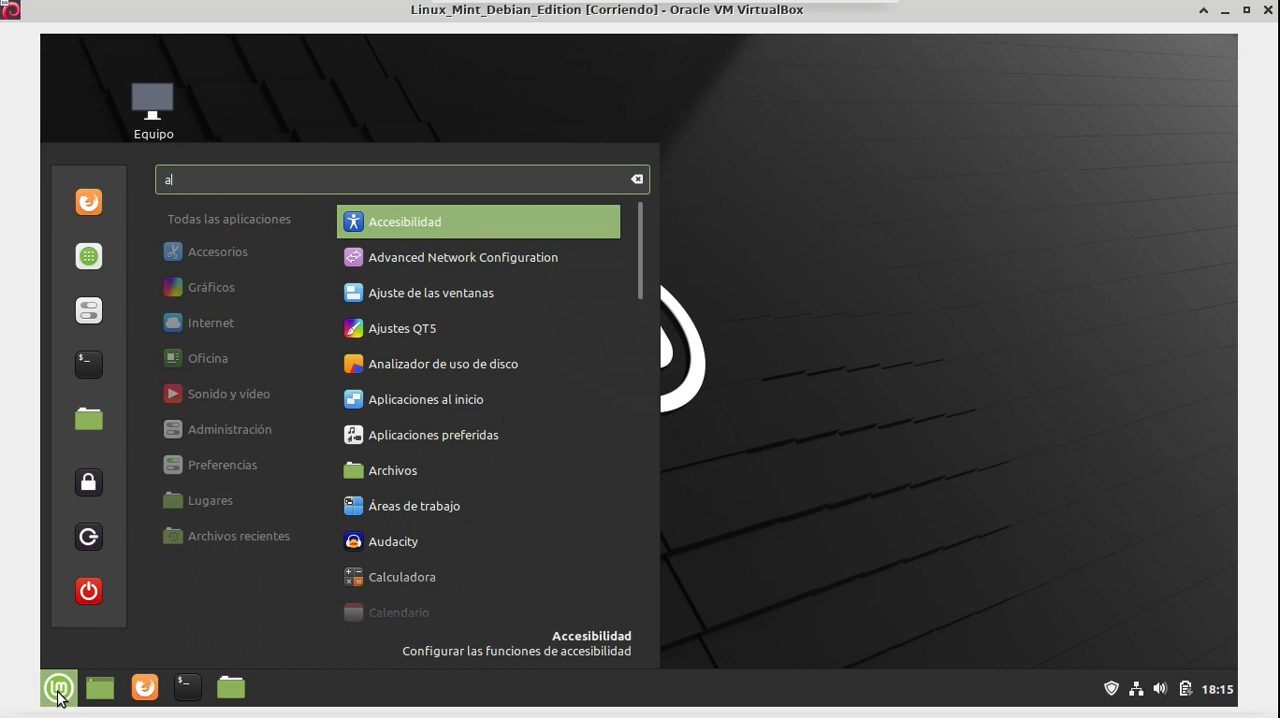 Linux_Mint_Debian_Edition [Corriendo] - Oracle VM VirtualBox
Equipo
a
Todas las aplicaciones
Accesorios
Gráficos
Internet
Oficina
Sonido y vídeo
Administración
Preferencias
Lugares
Archivos recientes
Accesibilidad
Advanced Network Configuration
Ajuste de las ventanas
Ajustes QT5
Analizador de uso de disco
Aplicaciones al inicio
Aplicaciones preferidas
Archivos
Áreas de trabajo
Audacity
Calculadora
Calendario
Accesibilidad
Configurar las funciones de accesibilidad
18:15